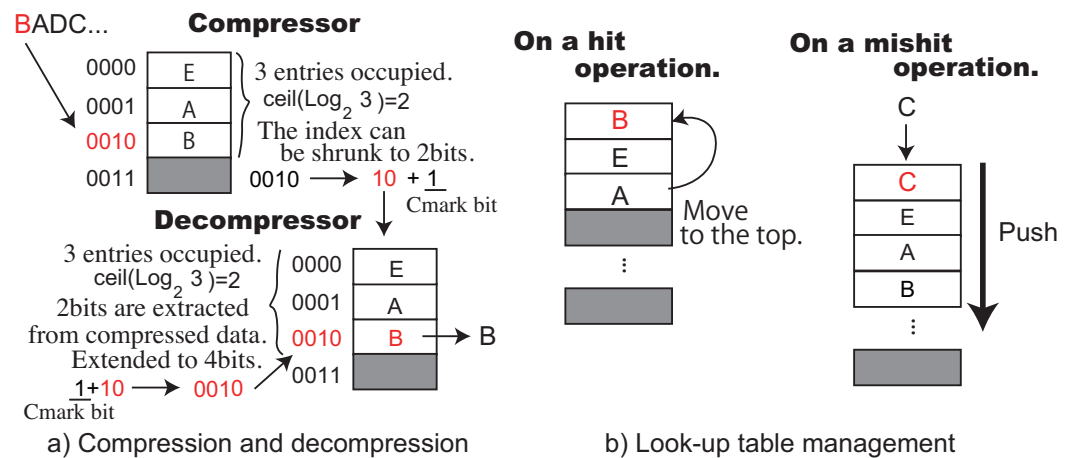 BADC...
Compressor
0000
E
0001
A
0010
B
0011
3 entries occupied.
ceil(Log2 3)=2
The index can
be shrunk to 2bits.
0010
10 + 1
Cmark bit
Decompressor
3 entries occupied.
ceil(Log2 3)=2
2bits are extracted
from compressed data.
Extended to 4bits.
1+10
0010
Cmark bit
0000
E
0001
A
0010
B
B
0011
a) Compression and decompression
On a hit
operation.
B
E
A
Move
to the top.
...
On a mishit
operation.
C
C
E
A
B
...
Push
b) Look-up table management